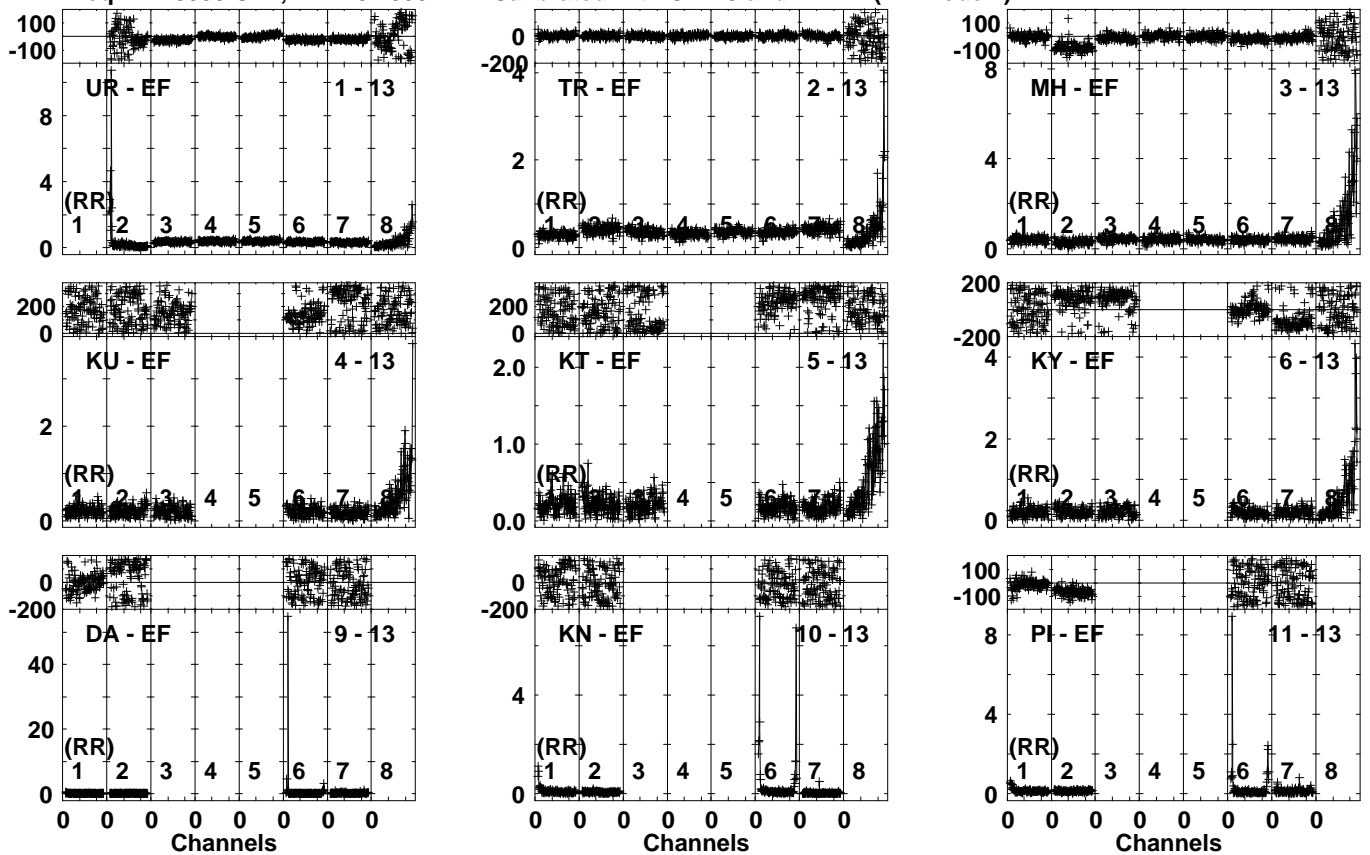 100
-100
UR - EF 1 - 13
8
4
0
(RR)
1 2 3 4 5 6 7 8
0
-200
4
TR - EF 2 - 13
2
0
(RR)
1 2 3 4 5 6 7 8
100
-100
8
MH - EF 3 - 13
4
0
(RR)
1 2 3 4 5 6 7 8
200
0
KU - EF 4 - 13
2
0
(RR)
1 2 3 4 5 6 7 8
200
0
2.0
KT - EF 5 - 13
1.0
0.0
(RR)
1 2 3 4 5 6 7 8
200
-200
4
KY - EF 6 - 13
2
0
(RR)
1 2 3 4 5 6 7 8
0
-200
DA - EF 9 - 13
40
20
0
(RR)
1 2 3 4 5 6 7 8
0 0 0 0 0 0 0 0
Channels
0
-200
KN - EF 10 - 13
4
0
(RR)
1 2 3 4 5 6 7 8
0 0 0 0 0 0 0 0
Channels
100
-100
8
PI - EF 11 - 13
4
0
(RR)
1 2 3 4 5 6 7 8
0 0 0 0 0 0 0 0
Channels